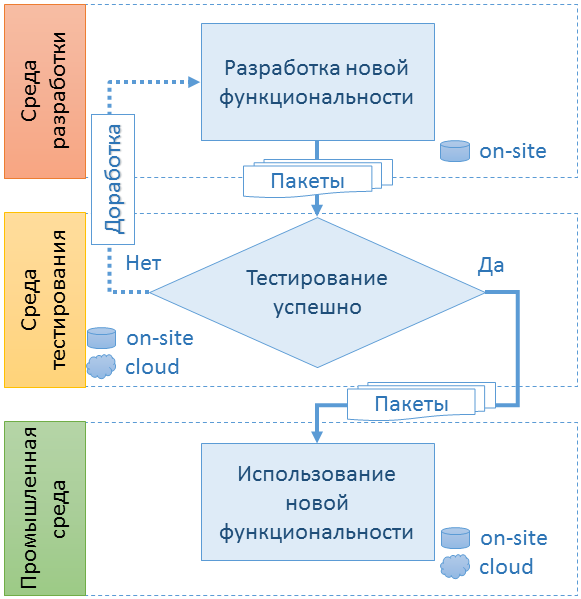 Среда
разработки
Разработка новой
функциональности
on-site
Доработка
Пакеты
Среда
тестирования
Нет
Тестирование
успешно
Да
on-site
cloud
Пакеты
Промышленная
среда
Использование
новой
функциональности
on-site
cloud